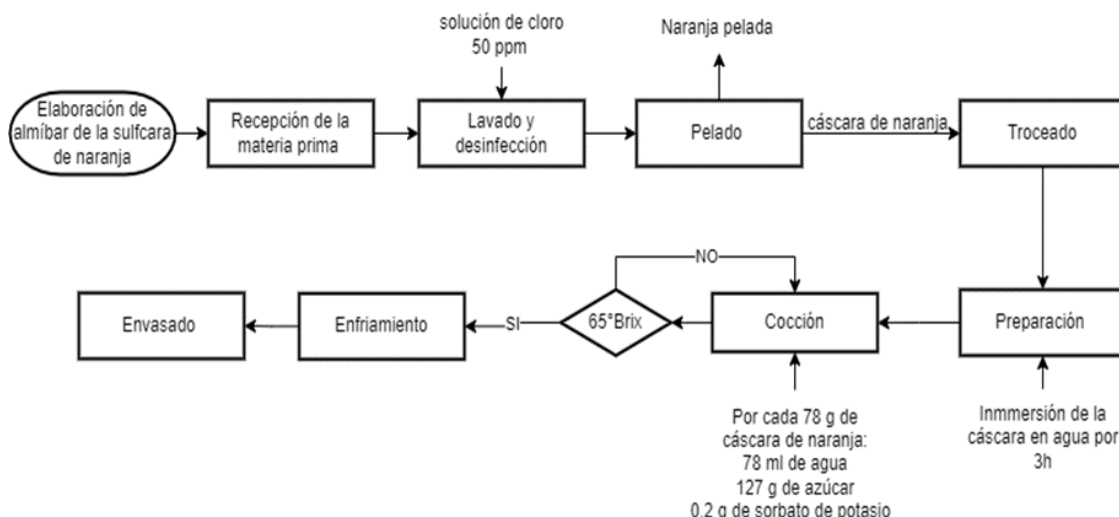 solución de cloro
50 ppm
Naranja pelada
Elaboración de
almíbar de la sulfcara
de naranja
Recepción de la
materia prima
Lavado y
desinfección
Pelado
cáscara de naranja
Troceado
NO
Envasado
Enfriamiento
SI
65°Brix
Cocción
Preparación
Por cada 78 g de
cáscara de naranja:
78 ml de agua
127 g de azúcar
0.2 g de sorbato de potasio
Inmmersión de la
cáscara en agua por
3h